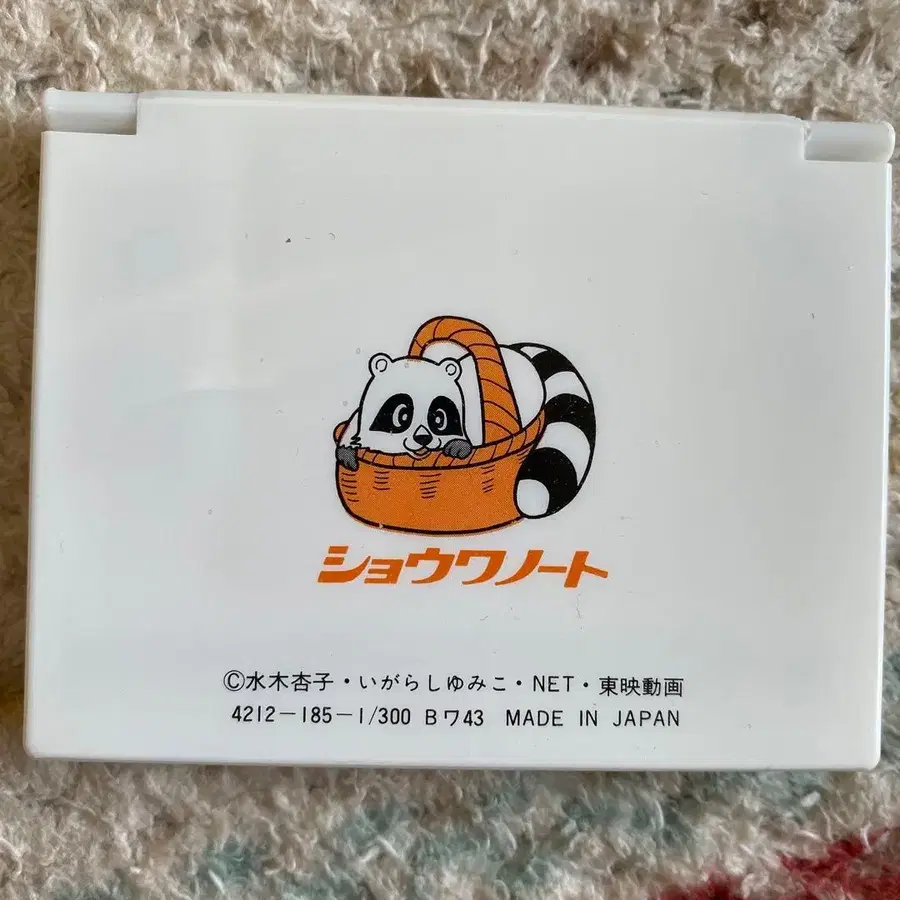 ショウワノート
©水木杏子・いがらしゆみこ・NET・東映動画
4212-185-1/300 Bワ43 MADE IN JAPAN